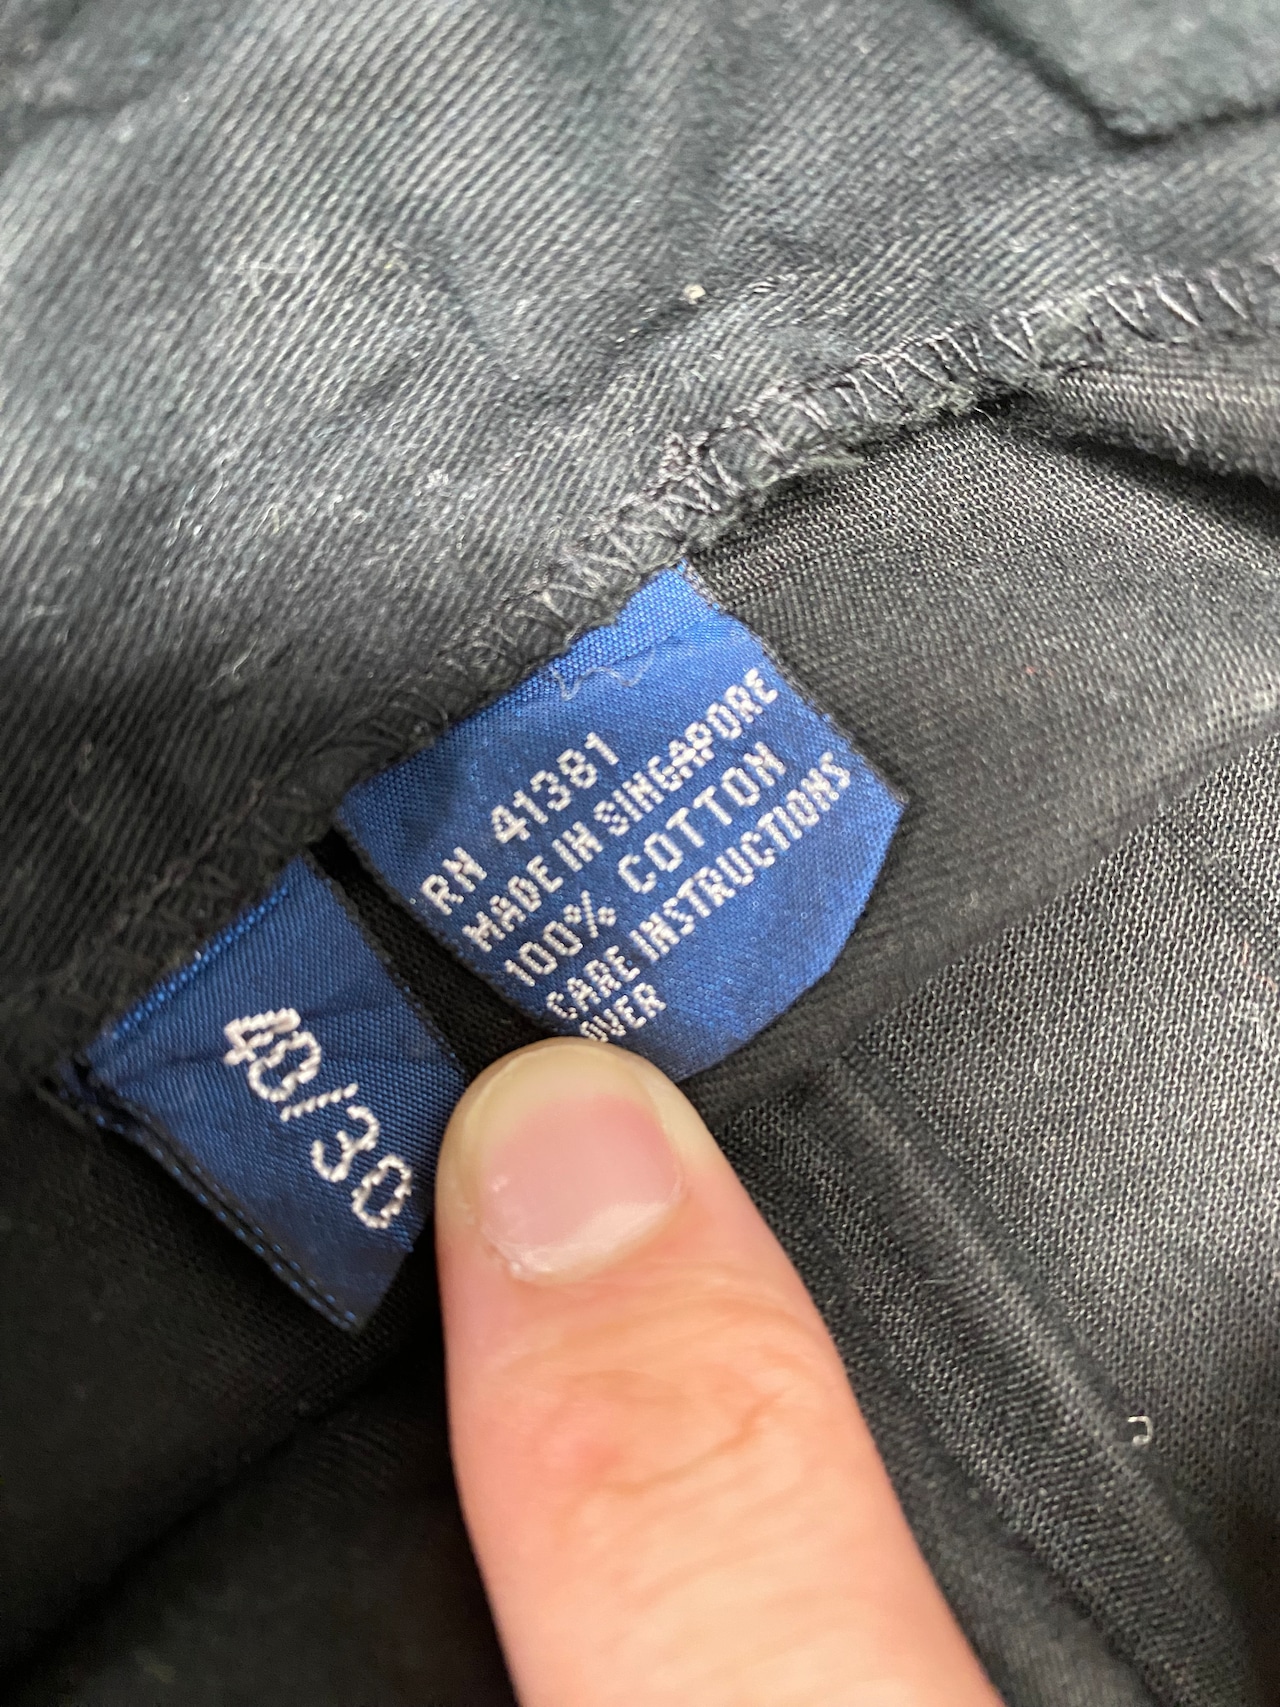 RN 41381
MADE IN SINGAPORE
100% COTTON
CARE INSTRUCTIONS
OVER
40/30